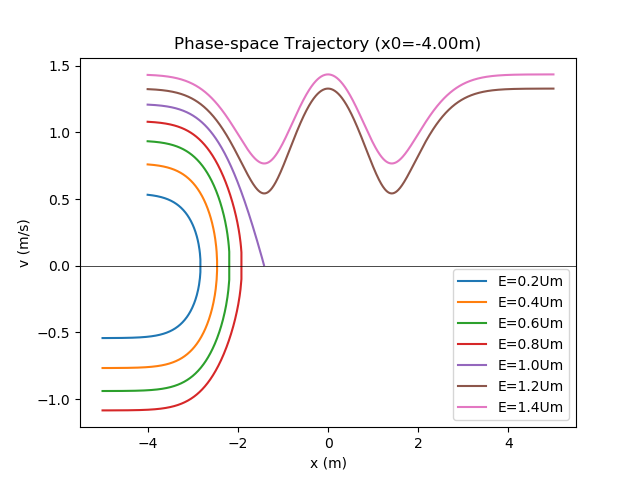 Phase-space Trajectory (x0=-4.00m)
v (m/s)
1.5
1.0
0.5
0.0
−0.5
−1.0
E=0.2Um
E=0.4Um
E=0.6Um
E=0.8Um
E=1.0Um
E=1.2Um
E=1.4Um
−4
−2
0
2
4
x (m)